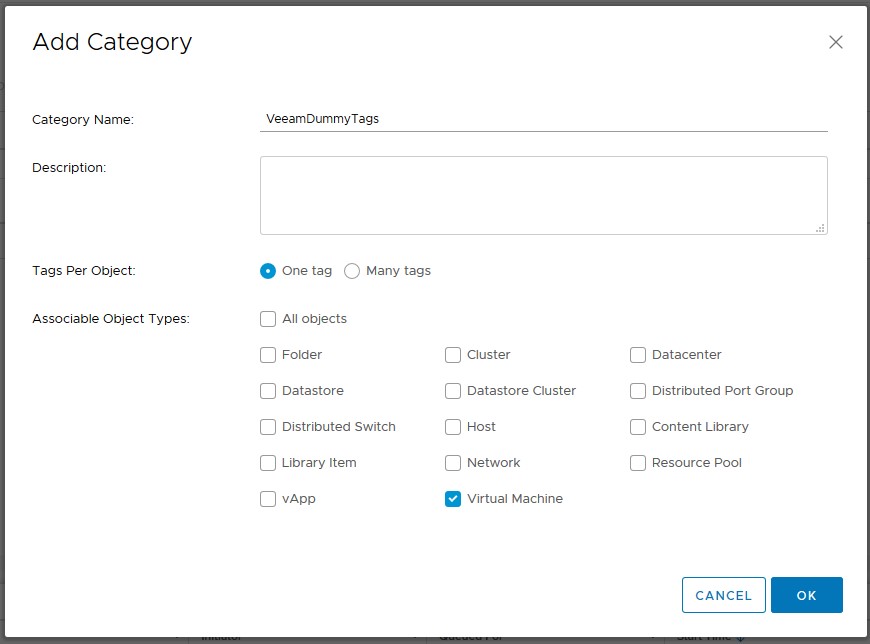 Add Category
Category Name: VeeamDummyTags
Description:
Tags Per Object: One tag Many tags
Associable Object Types: All objects
Folder Cluster Datacenter
Datastore Datastore Cluster Distributed Port Group
Distributed Switch Host Content Library
Library Item Network Resource Pool
vApp Virtual Machine
CANCEL OK